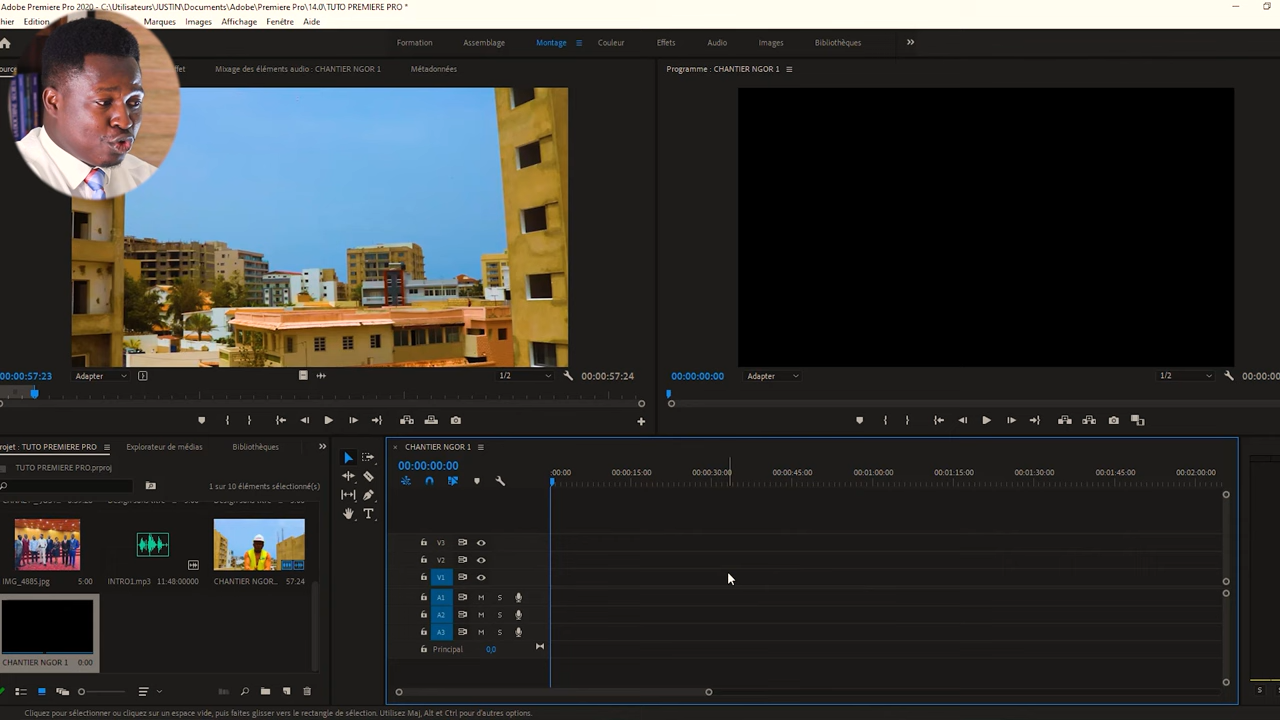 Adobe Premiere Pro 2020 - C:\Utilisateurs\JUSTIN\Documents\Adobe\Premiere Pro\14.0\TUTO PREMIERE PRO *
hier Edition Marques Images Affichage Fenêtre Aide
Formation Assemblage Montage Couleur Effets Audio Images Bibliothèques
Mixage des éléments audio : CHANTIER NGOR 1 Métadonnées
Programme : CHANTIER NGOR 1
00:00:57:23 Adapter 1/2 00:00:57:24
00:00:00:00 Adapter 1/2 00:00:00
rojet : TUTO PREMIERE PRO Explorateur de médias Bibliothèques
TUTO PREMIERE PRO.prproj
1 sur 10 éléments sélectionné(s)
IMG_4885.jpg 5:00 INTRO1.mp3 11:48:00000 CHANTIER NGOR... 57:24
CHANTIER NGOR 1 0:00
CHANTIER NGOR 1
00:00:00:00
:00:00 00:00:15:00 00:00:30:00 00:00:45:00 00:01:00:00 00:01:15:00 00:01:30:00 00:01:45:00 00:02:00:00
V3
V2
V1
A1 M S
A2 M S
A3 M S
Principal 0,0
S S
Cliquez pour sélectionner ou cliquez sur un espace vide, puis faites glisser vers le rectangle de sélection. Utilisez Maj, Alt et Ctrl pour d'autres options.